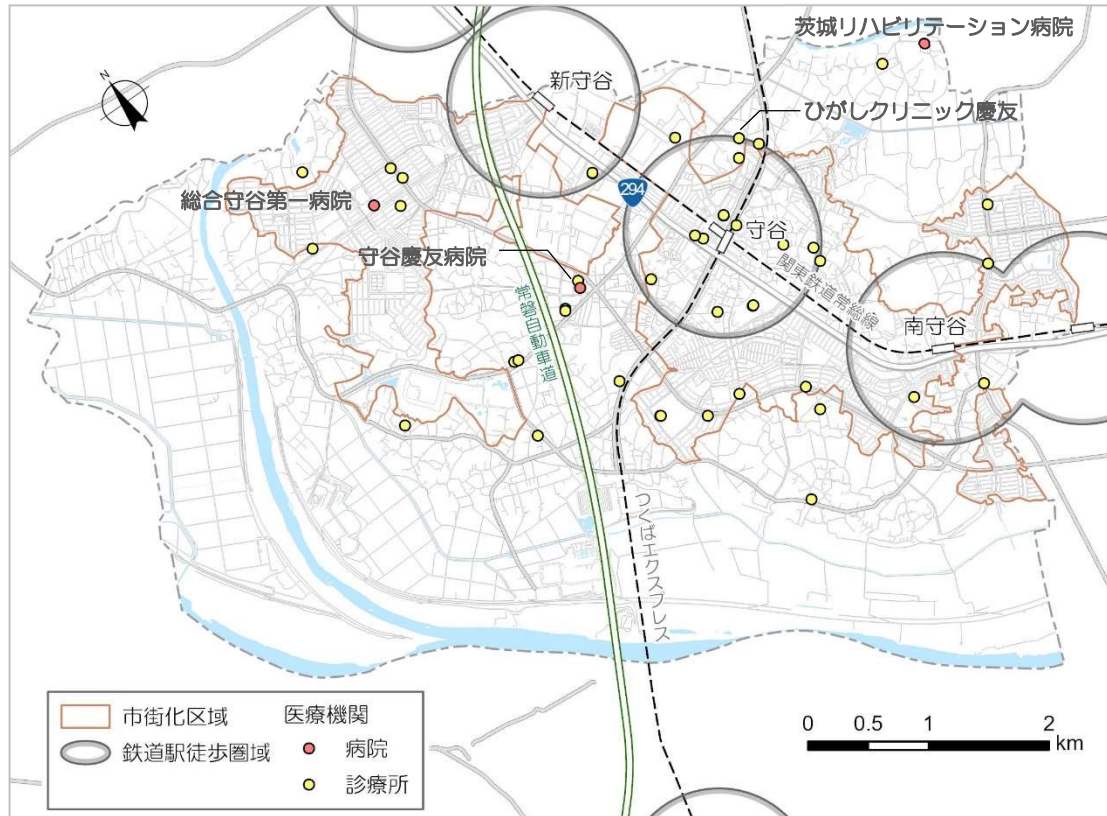 茨城リハビリテーション病院
N
新守谷
ひがしクリニック慶友
294
総合守谷第一病院
守谷
守谷慶友病院
関東鉄道常総線
常磐自動車道
南守谷
つくばエクスプレス
市街化区域
医療機関
鉄道駅徒歩圏域
病院
診療所
0 0.5 1 2
km